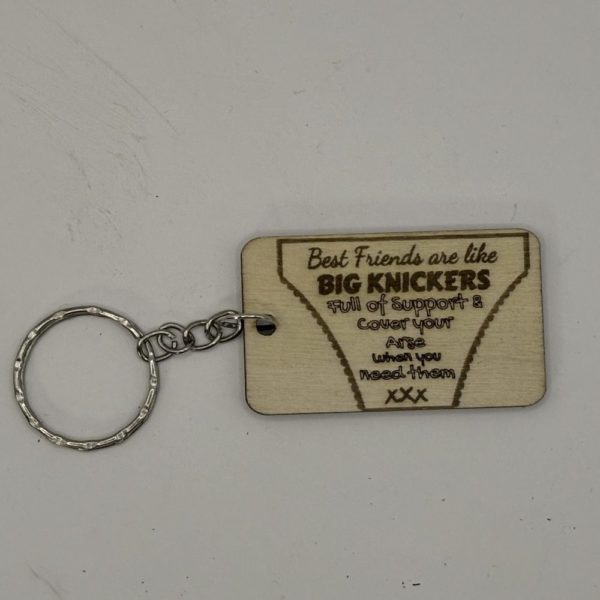 Best Friends are like
BIG KNICKERS
Full of Support &
Cover your
Arse
when you
need them
xXx